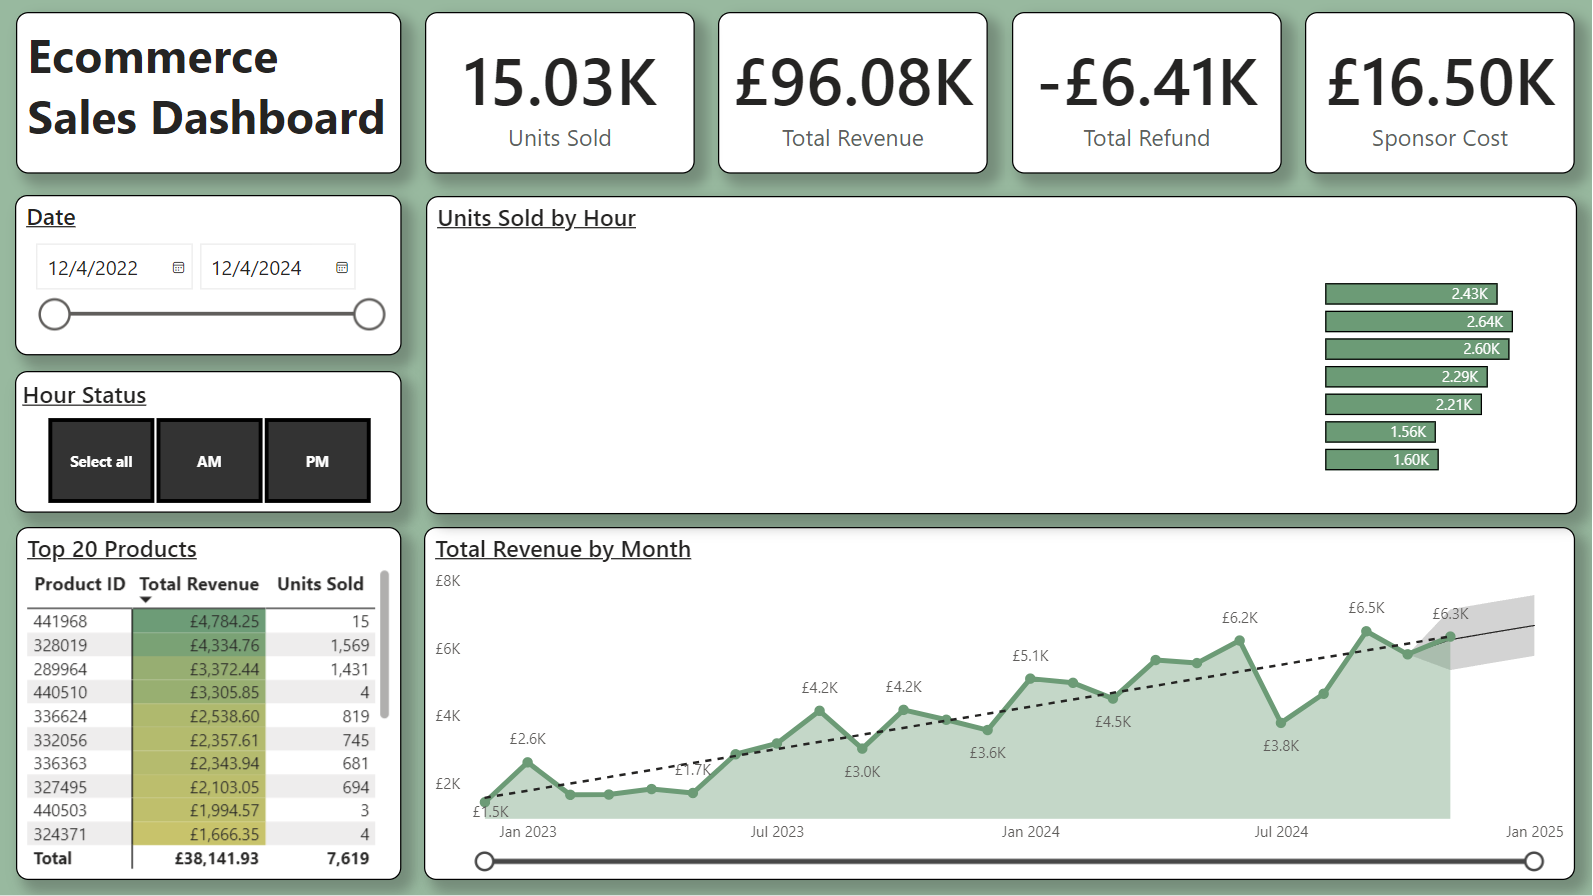 Ecommerce
Sales Dashboard
15.03K
Units Sold
£96.08K
Total Revenue
-£6.41K
Total Refund
£16.50K
Sponsor Cost
Date
12/4/2022 12/4/2024
Hour Status
Select all AM PM
Units Sold by Hour
2.43K
2.64K
2.60K
2.29K
2.21K
1.56K
1.60K
Top 20 Products
Product ID Total Revenue Units Sold
441968 £4,784.25 15
328019 £4,334.76 1,569
289964 £3,372.44 1,431
440510 £3,305.85 4
336624 £2,538.60 819
332056 £2,357.61 745
336363 £2,343.94 681
327495 £2,103.05 694
440503 £1,994.57 3
324371 £1,666.35 4
Total £38,141.93 7,619
Total Revenue by Month
£8K
£6K
£4K
£2K
£1.5K
£2.6K
£1.7K
£4.2K
£3.0K
£4.2K
£3.6K
£5.1K
£4.5K
£6.2K
£3.8K
£6.5K
£6.3K
Jan 2023 Jul 2023 Jan 2024 Jul 2024 Jan 2025